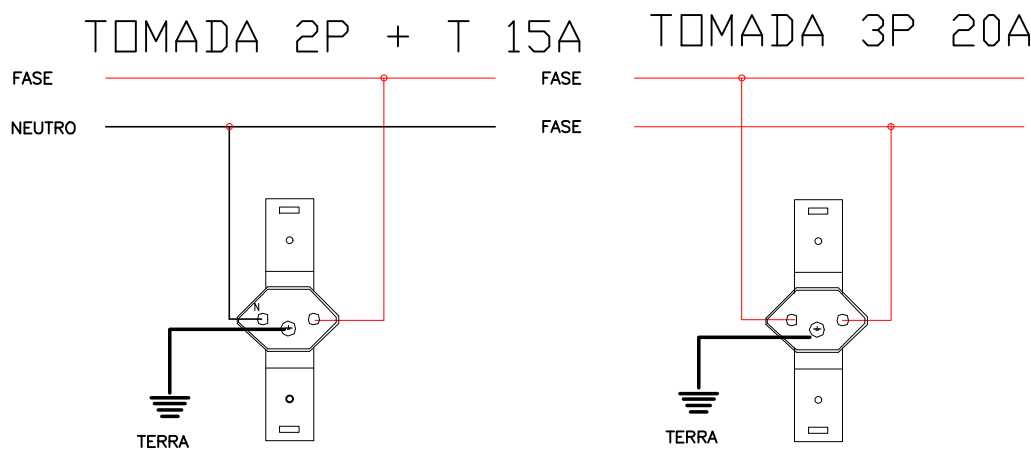 TOMADA 2P + T 15A
TOMADA 3P 20A
FASE
FASE
NEUTRO
FASE
N
TERRA
TERRA